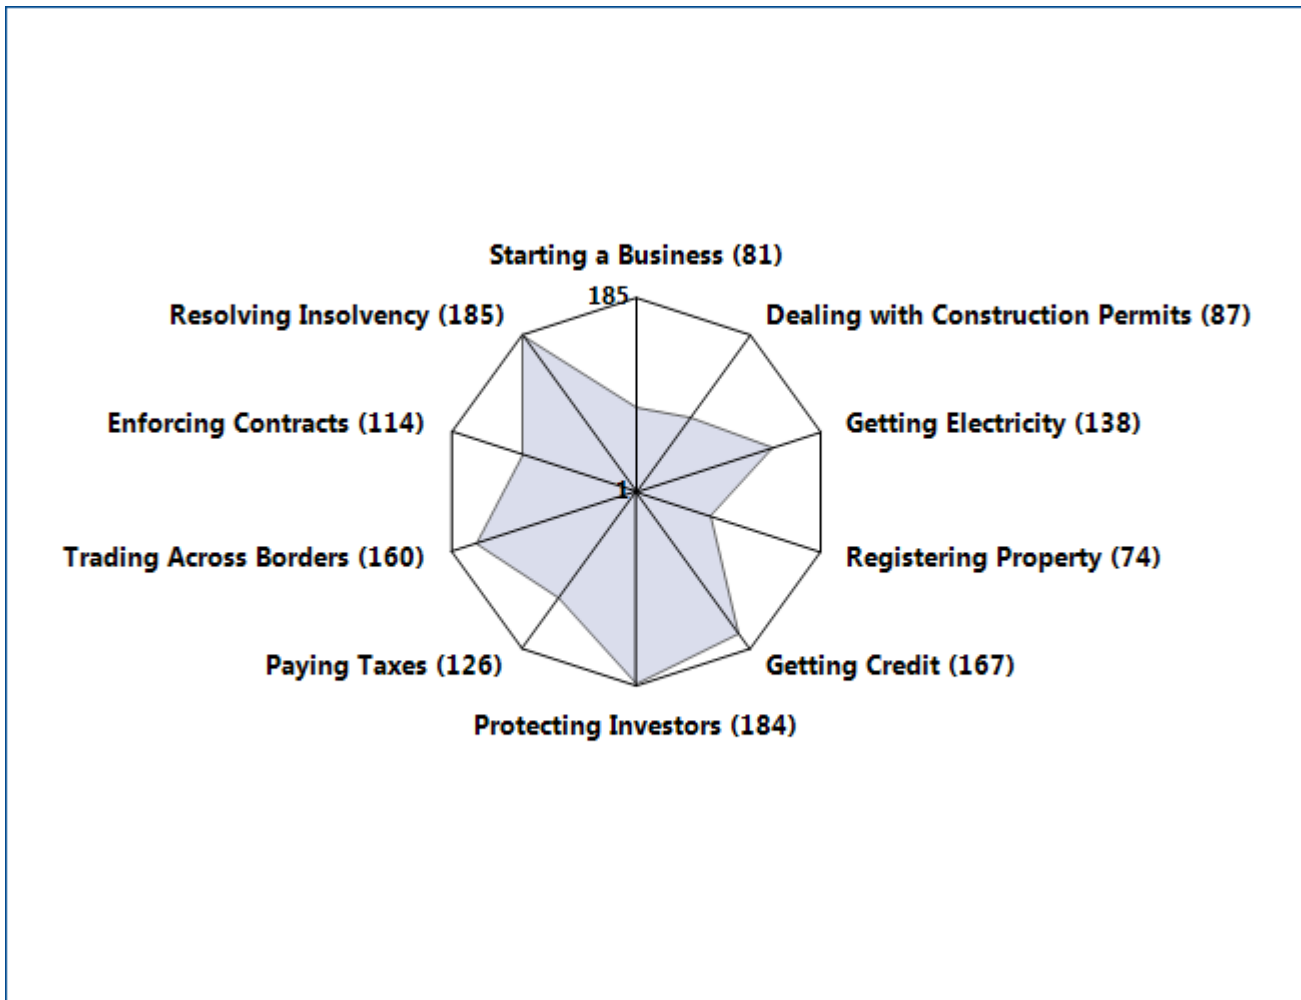 Starting a Business (81)
185
Resolving Insolvency (185)
Dealing with Construction Permits (87)
Enforcing Contracts (114)
Getting Electricity (138)
1
Trading Across Borders (160)
Registering Property (74)
Paying Taxes (126)
Getting Credit (167)
Protecting Investors (184)